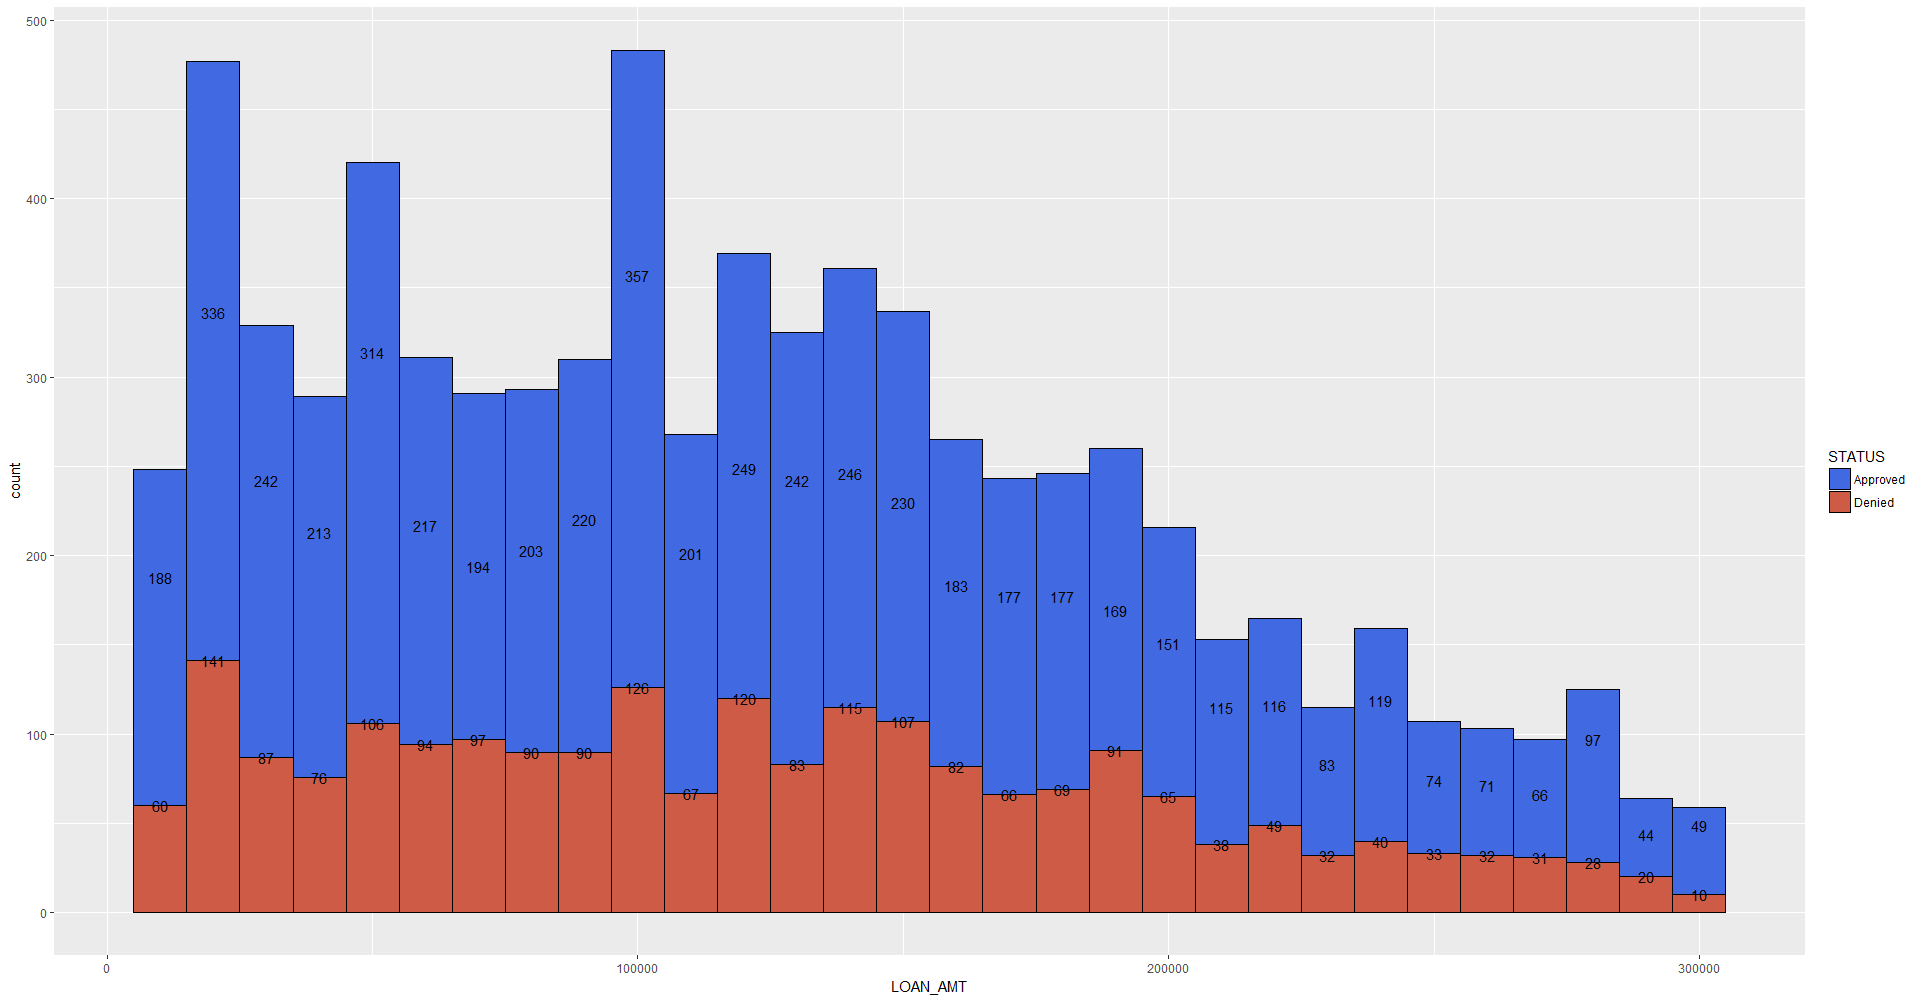 500
400
300
200
100
0
count
188 336 242 213 314 217 194 203 220 357 201 249 242 246 230 183 177 177 169 151 115 116 83 119 74 71 66 97 44 49
60 141 87 76 106 94 97 90 90 126 67 120 83 115 107 82 66 69 91 65 38 49 32 40 33 32 31 28 20 10
0 100000 200000 300000
LOAN_AMT
STATUS
Approved
Denied